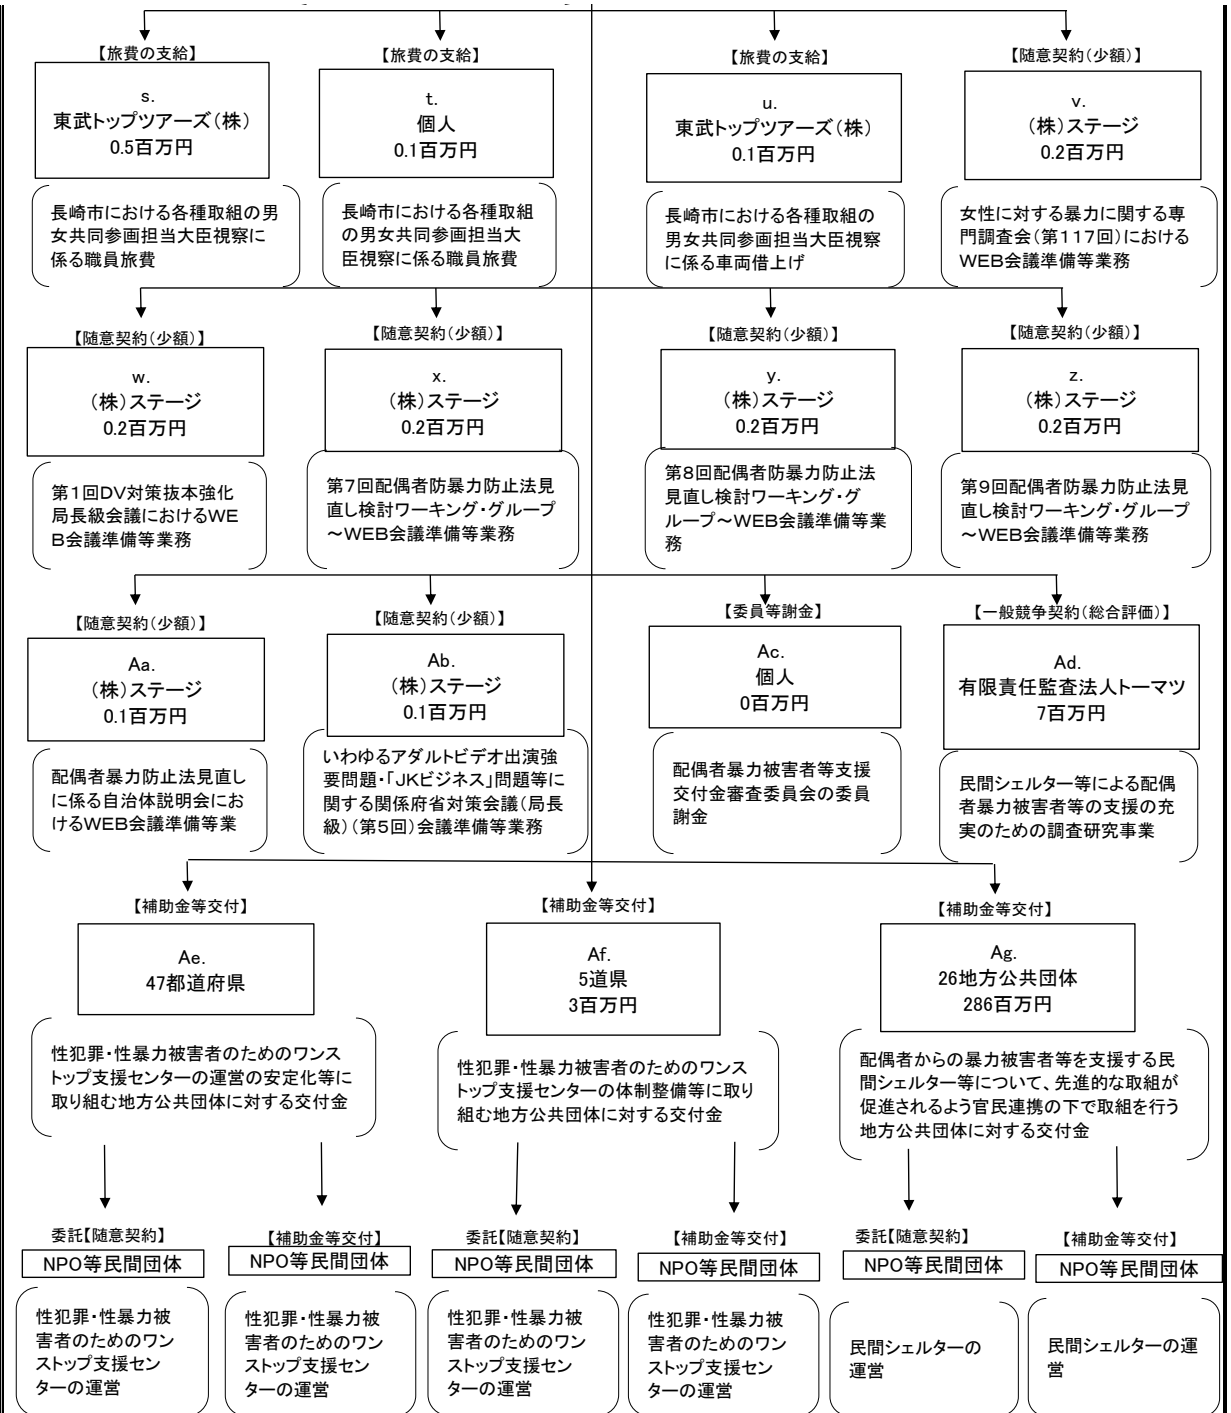 【旅費の支給】
s.
東武トップツアーズ(株)
0.5百万円
長崎市における各種取組の男
女共同参画担当大臣視察に
係る職員旅費
【旅費の支給】
t.
個人
0.1百万円
長崎市における各種取組
の男女共同参画担当大
臣視察に係る職員旅費
【旅費の支給】
u.
東武トップツアーズ(株)
0.1百万円
長崎市における各種取組の
男女共同参画担当大臣視察
に係る車両借上げ
【随意契約(少額)】
v.
(株)ステージ
0.2百万円
女性に対する暴力に関する専
門調査会(第117回)における
WEB会議準備等業務
【随意契約(少額)】
w.
(株)ステージ
0.2百万円
第1回DV対策抜本強化
局長級会議におけるWE
B会議準備等業務
【随意契約(少額)】
x.
(株)ステージ
0.2百万円
第7回配偶者防暴力防止法見
直し検討ワーキング・グループ
~WEB会議準備等業務
【随意契約(少額)】
y.
(株)ステージ
0.2百万円
第8回配偶者防暴力防止法
見直し検討ワーキング・グ
ループ~WEB会議準備等業
務
【随意契約(少額)】
z.
(株)ステージ
0.2百万円
第9回配偶者防暴力防止法見
直し検討ワーキング・グループ
~WEB会議準備等業務
【随意契約(少額)】
Aa.
(株)ステージ
0.1百万円
配偶者暴力防止法見直し
に係る自治体説明会にお
けるWEB会議準備等業
【随意契約(少額)】
Ab.
(株)ステージ
0.1百万円
いわゆるアダルトビデオ出演強
要問題・「JKビジネス」問題等に
関する関係府省対策会議(局長
級)(第5回)会議準備等業務
【委員等謝金】
Ac.
個人
0百万円
配偶者暴力被害者等支援
交付金審査委員会の委員
謝金
【一般競争契約(総合評価)】
Ad.
有限責任監査法人トーマツ
7百万円
民間シェルター等による配偶
者暴力被害者等の支援の充
実のための調査研究事業
【補助金等交付】
Ae.
47都道府県
性犯罪・性暴力被害者のためのワンス
トップ支援センターの運営の安定化等に
取り組む地方公共団体に対する交付金
【補助金等交付】
Af.
5道県
3百万円
性犯罪・性暴力被害者のためのワンス
トップ支援センターの体制整備等に取り
組む地方公共団体に対する交付金
【補助金等交付】
Ag.
26地方公共団体
286百万円
配偶者からの暴力被害者等を支援する民
間シェルター等について、先進的な取組が
促進されるよう官民連携の下で取組を行う
地方公共団体に対する交付金
委託【随意契約】
NPO等民間団体
性犯罪・性暴力被
害者のためのワン
ストップ支援セン
ターの運営
【補助金等交付】
NPO等民間団体
性犯罪・性暴力被
害者のためのワン
ストップ支援セン
ターの運営
委託【随意契約】
NPO等民間団体
性犯罪・性暴力被
害者のためのワン
ストップ支援セン
ターの運営
【補助金等交付】
NPO等民間団体
性犯罪・性暴力被
害者のためのワン
ストップ支援セン
ターの運営
委託【随意契約】
NPO等民間団体
民間シェルターの
運営
【補助金等交付】
NPO等民間団体
民間シェルターの運
営